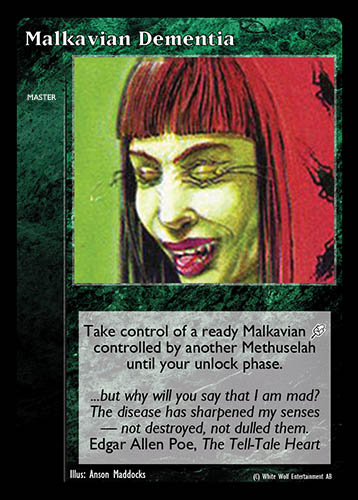 Malkavian Dementia
MASTER
Take control of a ready Malkavian
controlled by another Methuselah
until your unlock phase.
...but why will you say that I am mad?
The disease has sharpened my senses
— not destroyed, not dulled them.
Edgar Allen Poe, The Tell-Tale Heart
Illus: Anson Maddocks
(C) White Wolf Entertainment AB